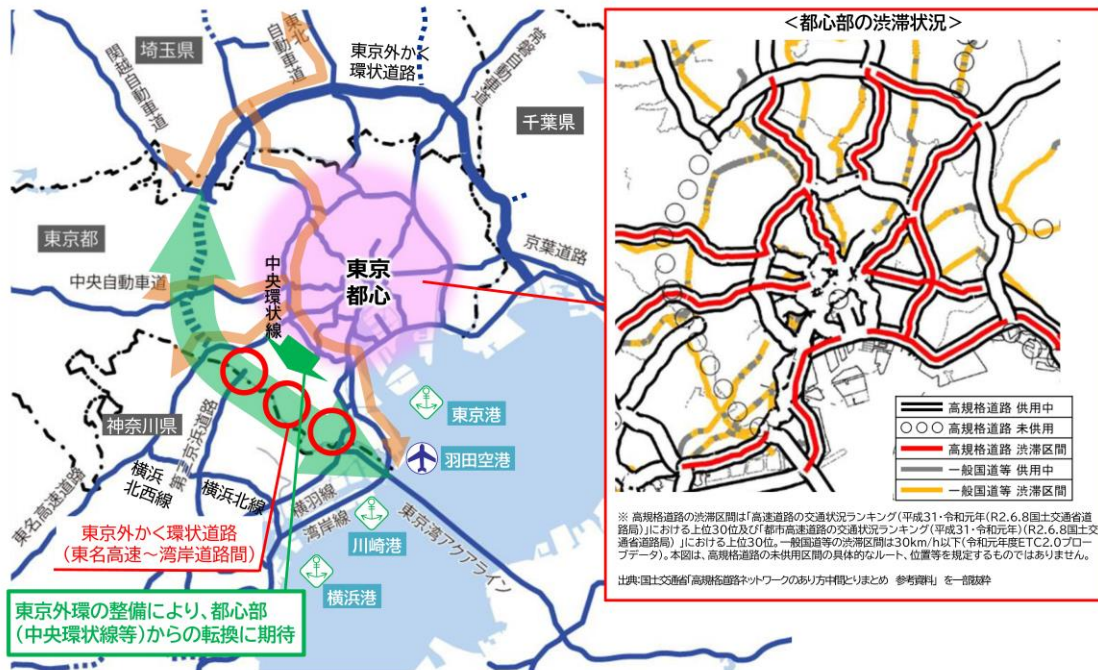 埼玉県
関越自動車道
東北自動車道
東京外かく
環状道路
常磐自動車道
千葉県
東京都
中央自動車道
中央環状線
東京
都心
京葉道路
神奈川県
第三京浜道路
東名高速道路
横浜
北西線
横浜北線
横羽線
湾岸線
東京湾アクアライン
東京港
羽田空港
川崎港
横浜港
東京外かく環状道路
(東名高速~湾岸道路間)
東京外環の整備により、都心部
(中央環状線等)からの転換に期待
<都心部の渋滞状況>
高規格道路 供用中
高規格道路 未供用
高規格道路 渋滞区間
一般国道等 供用中
一般国道等 渋滞区間
※ 高規格道路の渋滞区間は「高速道路の交通状況ランキング(平成31・令和元年(R2.6.8国土交通省道
路局)」における上位30位及び「都市高速道路の交通状況ランキング(平成31・令和元年)(R2.6.8国土交
通省道路局) 」における上位30位。一般国道等の渋滞区間は30km/h以下(令和元年度ETC2.0プロー
ブデータ)。本図は、高規格道路の未供用区間の具体的なルート、位置等を規定するものではありません。
出典:国土交通省「高規格道路ネットワークのあり方中間とりまとめ 参考資料」 を一部抜粋